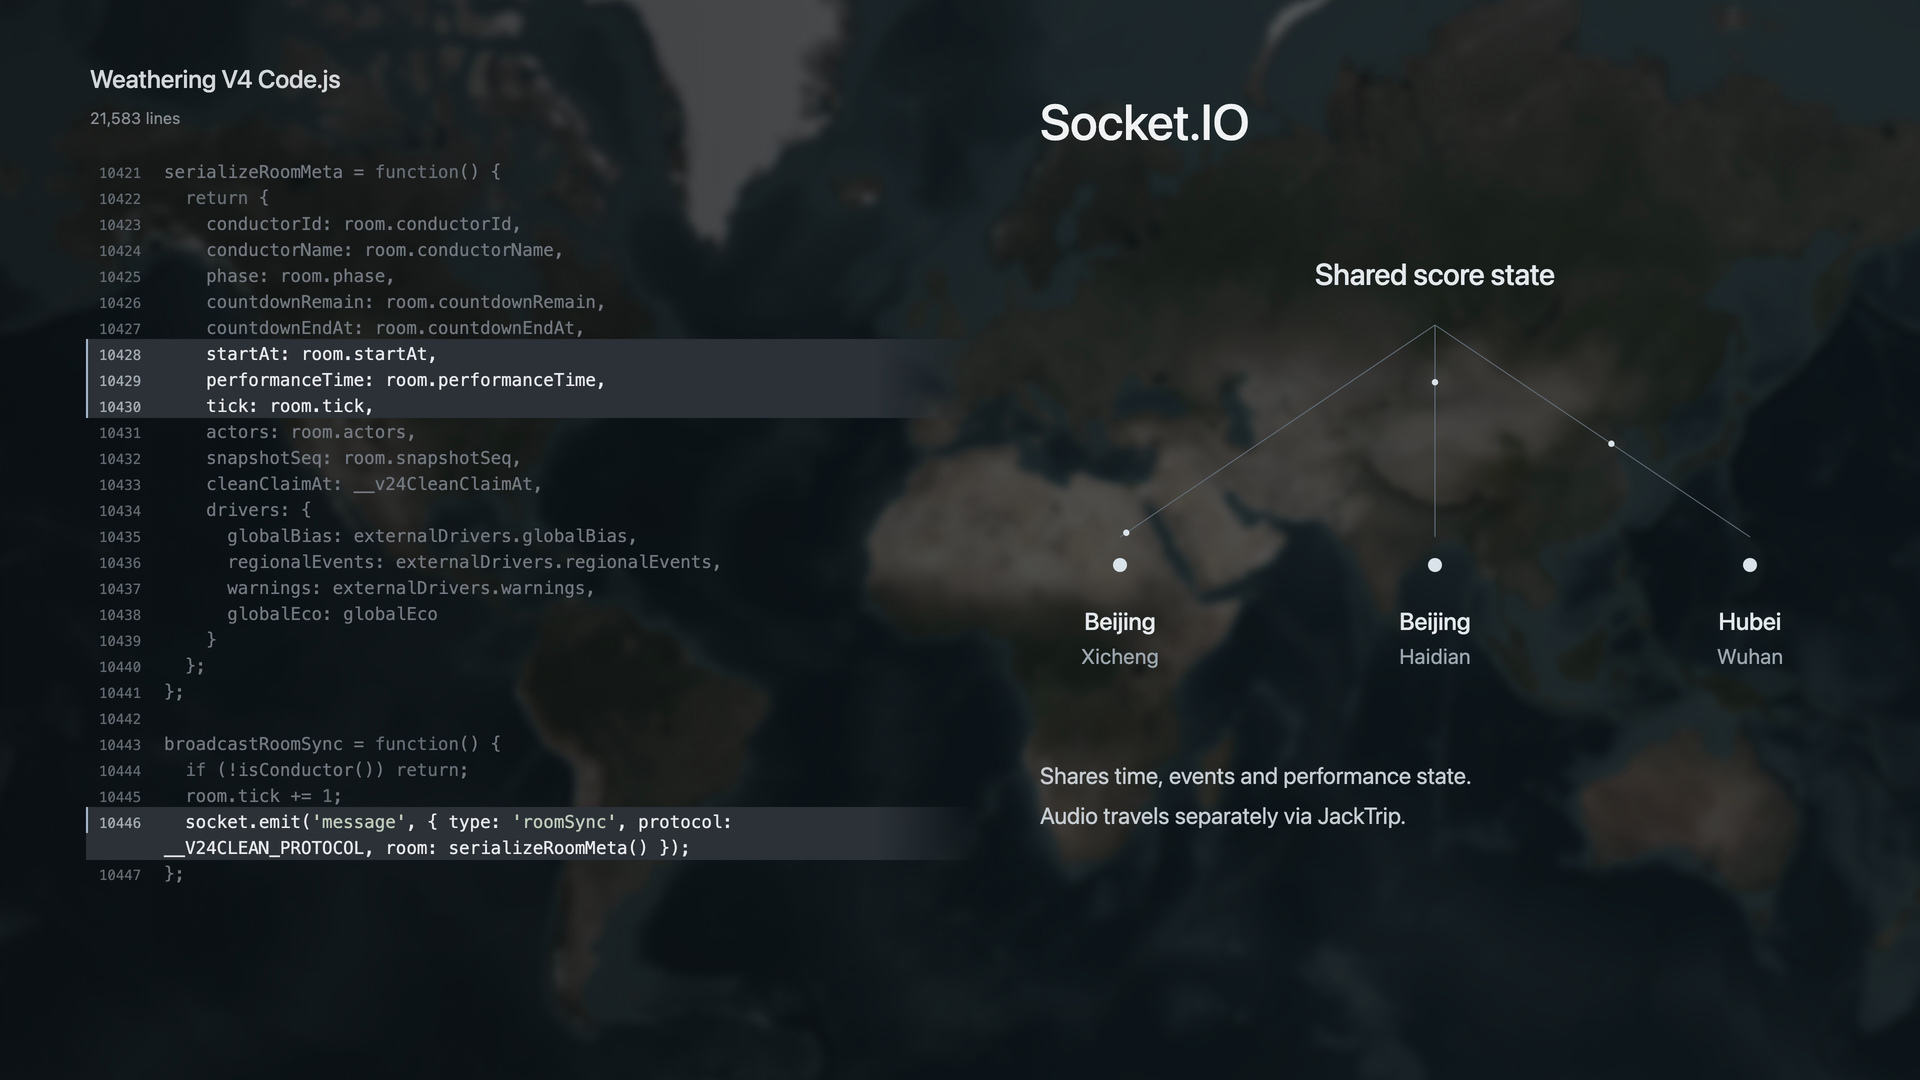 Weathering V4 Code.js
21,583 lines
10421 serializeRoomMeta = function() {
10422   return {
10423     conductorId: room.conductorId,
10424     conductorName: room.conductorName,
10425     phase: room.phase,
10426     countdownRemain: room.countdownRemain,
10427     countdownEndAt: room.countdownEndAt,
10428     startAt: room.startAt,
10429     performanceTime: room.performanceTime,
10430     tick: room.tick,
10431     actors: room.actors,
10432     snapshotSeq: room.snapshotSeq,
10433     cleanClaimAt: __v24CleanClaimAt,
10434     drivers: {
10435       globalBias: externalDrivers.globalBias,
10436       regionalEvents: externalDrivers.regionalEvents,
10437       warnings: externalDrivers.warnings,
10438       globalEco: globalEco
10439     }
10440   };
10441 };
10442
10443 broadcastRoomSync = function() {
10444   if (!isConductor()) return;
10445   room.tick += 1;
10446   socket.emit('message', { type: 'roomSync', protocol:
__V24CLEAN_PROTOCOL, room: serializeRoomMeta() });
10447 };
Socket.IO
Shared score state
Beijing
Xicheng
Beijing
Haidian
Hubei
Wuhan
Shares time, events and performance state.
Audio travels separately via JackTrip.